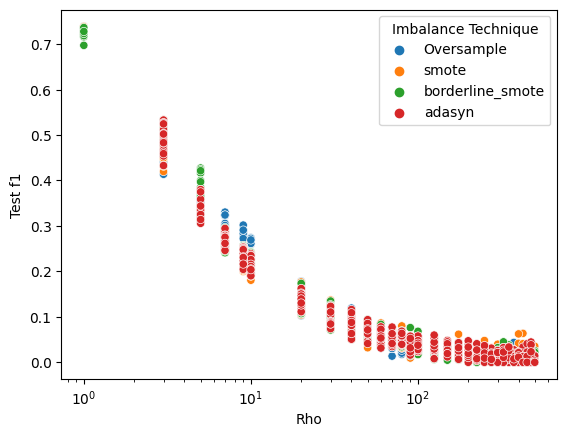 Imbalance Technique
Oversample
smote
borderline_smote
adasyn
Test f1
0.7
0.6
0.5
0.4
0.3
0.2
0.1
0.0
10⁰ 10¹ 10²
Rho